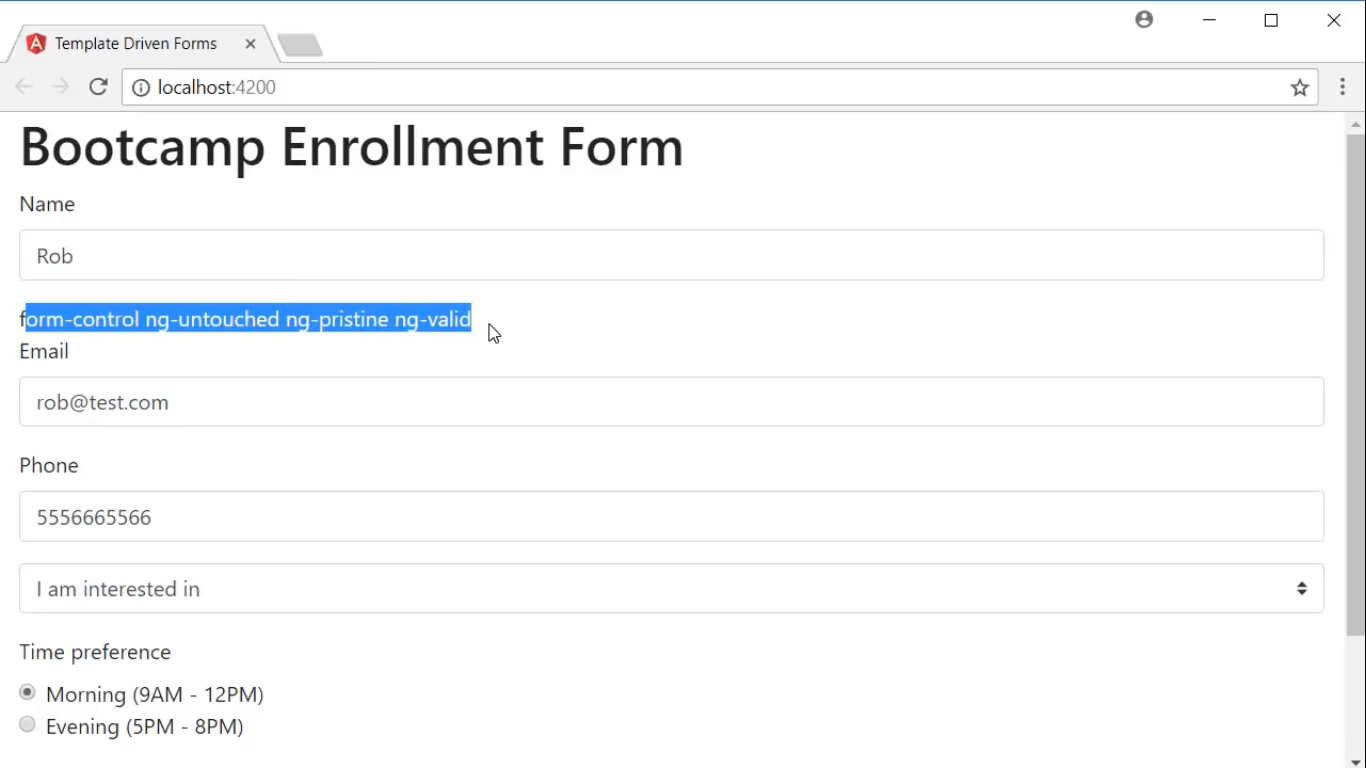 Template Driven Forms
localhost:4200
Bootcamp Enrollment Form
Name
Rob
form-control ng-untouched ng-pristine ng-valid
Email
rob@test.com
Phone
5556665566
I am interested in
Time preference
Morning (9AM - 12PM)
Evening (5PM - 8PM)